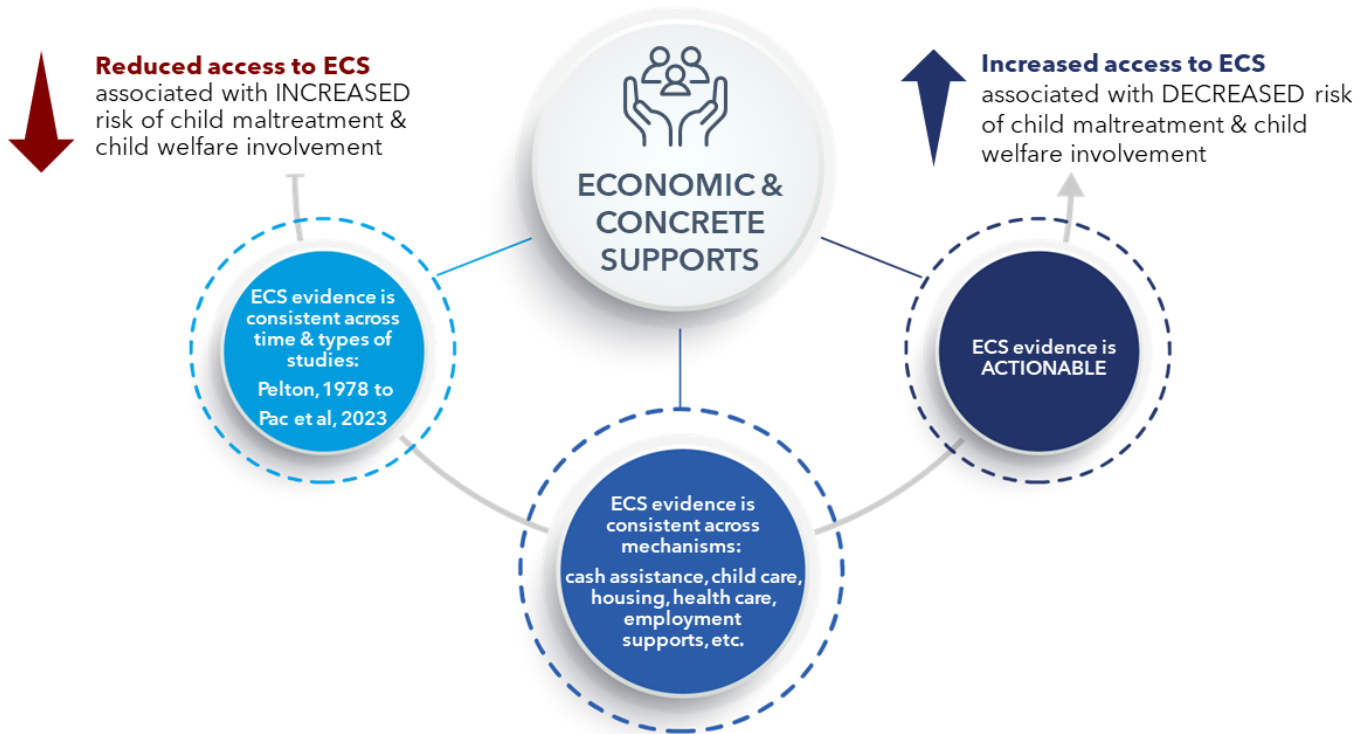 Reduced access to ECS
associated with INCREASED
risk of child maltreatment &
child welfare involvement
ECONOMIC &
CONCRETE
SUPPORTS
Increased access to ECS
associated with DECREASED risk
of child maltreatment & child
welfare involvement
ECS evidence is
consistent across
time & types of
studies:
Pelton, 1978 to
Pac et al, 2023
ECS evidence is
consistent across
mechanisms:
cash assistance, child care,
housing, health care,
employment
supports, etc.
ECS evidence is
ACTIONABLE